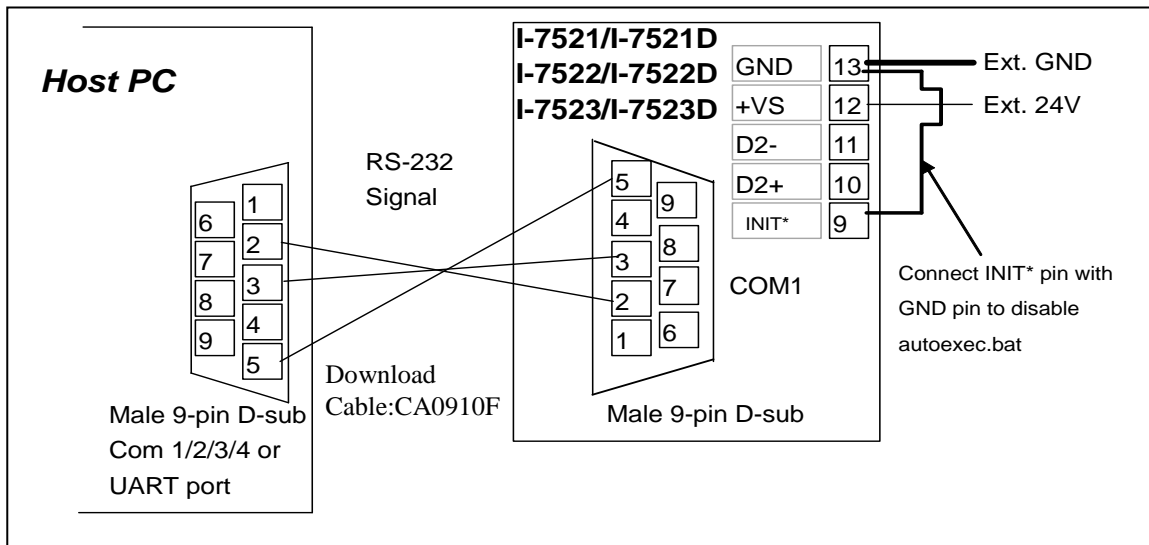 Host PC
1
2
3
4
5
6
7
8
9
Male 9-pin D-sub
Com 1/2/3/4 or
UART port
RS-232
Signal
Download
Cable:CA0910F
I-7521/I-7521D
I-7522/I-7522D
I-7523/I-7523D
5
4
3
2
1
9
8
7
6
COM1
Male 9-pin D-sub
GND 13
+VS 12
D2- 11
D2+ 10
INIT* 9
Ext. GND
Ext. 24V
Connect INIT* pin with
GND pin to disable
autoexec.bat